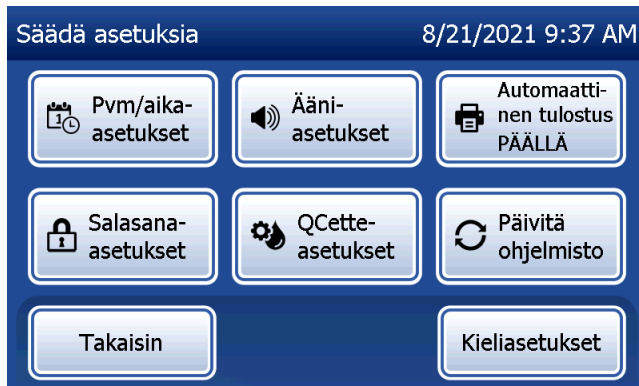 Säädä asetuksia
8/21/2021 9:37 AM
Pvm/aika-
asetukset
Ääni-
asetukset
Automaatti-
nen tulostus
PÄÄLLÄ
Salasana-
asetukset
QCette-
asetukset
Päivitä
ohjelmisto
Takaisin
Kieliasetukset